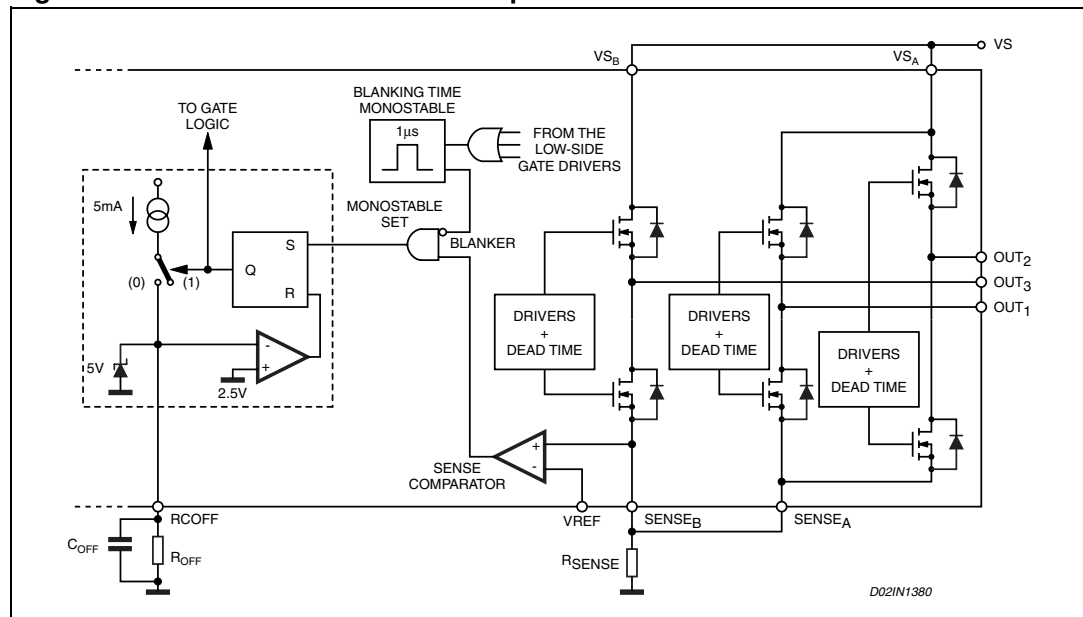 VS
VSB
VSA
BLANKING TIME
MONOSTABLE
TO GATE
LOGIC
1μs
FROM THE
LOW-SIDE
GATE DRIVERS
5mA
MONOSTABLE
SET
S
BLANKER
Q
(0)
(1)
R
OUT2
OUT3
OUT1
DRIVERS
+
DEAD TIME
DRIVERS
+
DEAD TIME
DRIVERS
+
DEAD TIME
-
5V
+
2.5V
+
-
SENSE
COMPARATOR
RCOFF
VREF
SENSEB
SENSEA
COFF
ROFF
RSENSE
D02IN1380